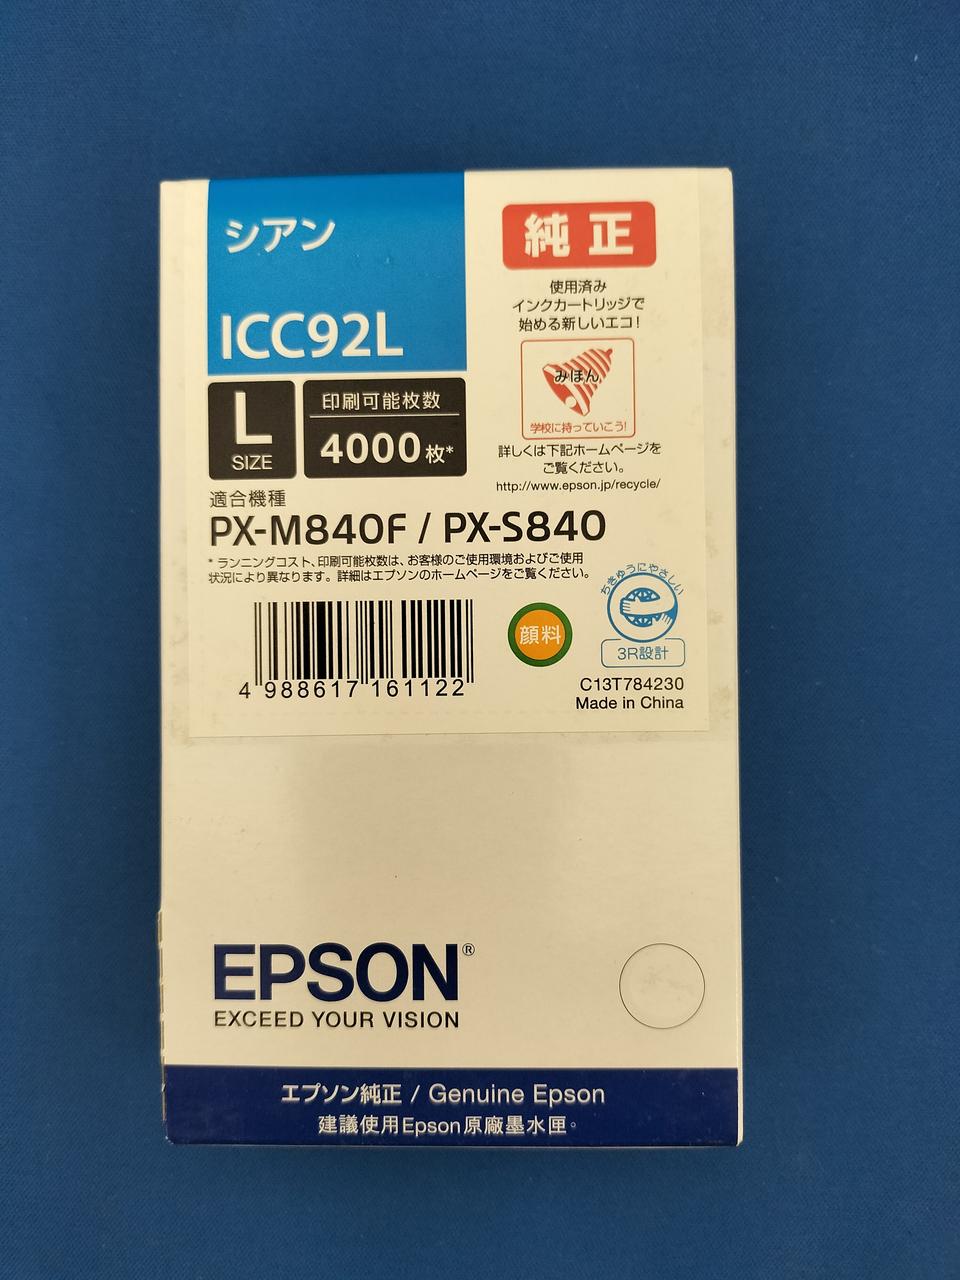 シアン
ICC92L
L
SIZE
印刷可能枚数
4000枚*
純正
使用済み
インクカートリッジで
始める新しいエコ!
みほん
学校に持っていこう!
詳しくは下記ホームページを
ご覧ください。
http://www.epson.jp/recycle/
適合機種
PX-M840F / PX-S840
* ランニングコスト、印刷可能枚数は、お客様のご使用環境およびご使用
状況により異なります。詳細はエプソンのホームページをご覧ください。
4 988617 161122
顔料
ちきゅうにやさしい
3R設計
C13T784230
Made in China
EPSON®
EXCEED YOUR VISION
エプソン純正 / Genuine Epson
建議使用Epson原廠墨水匣。